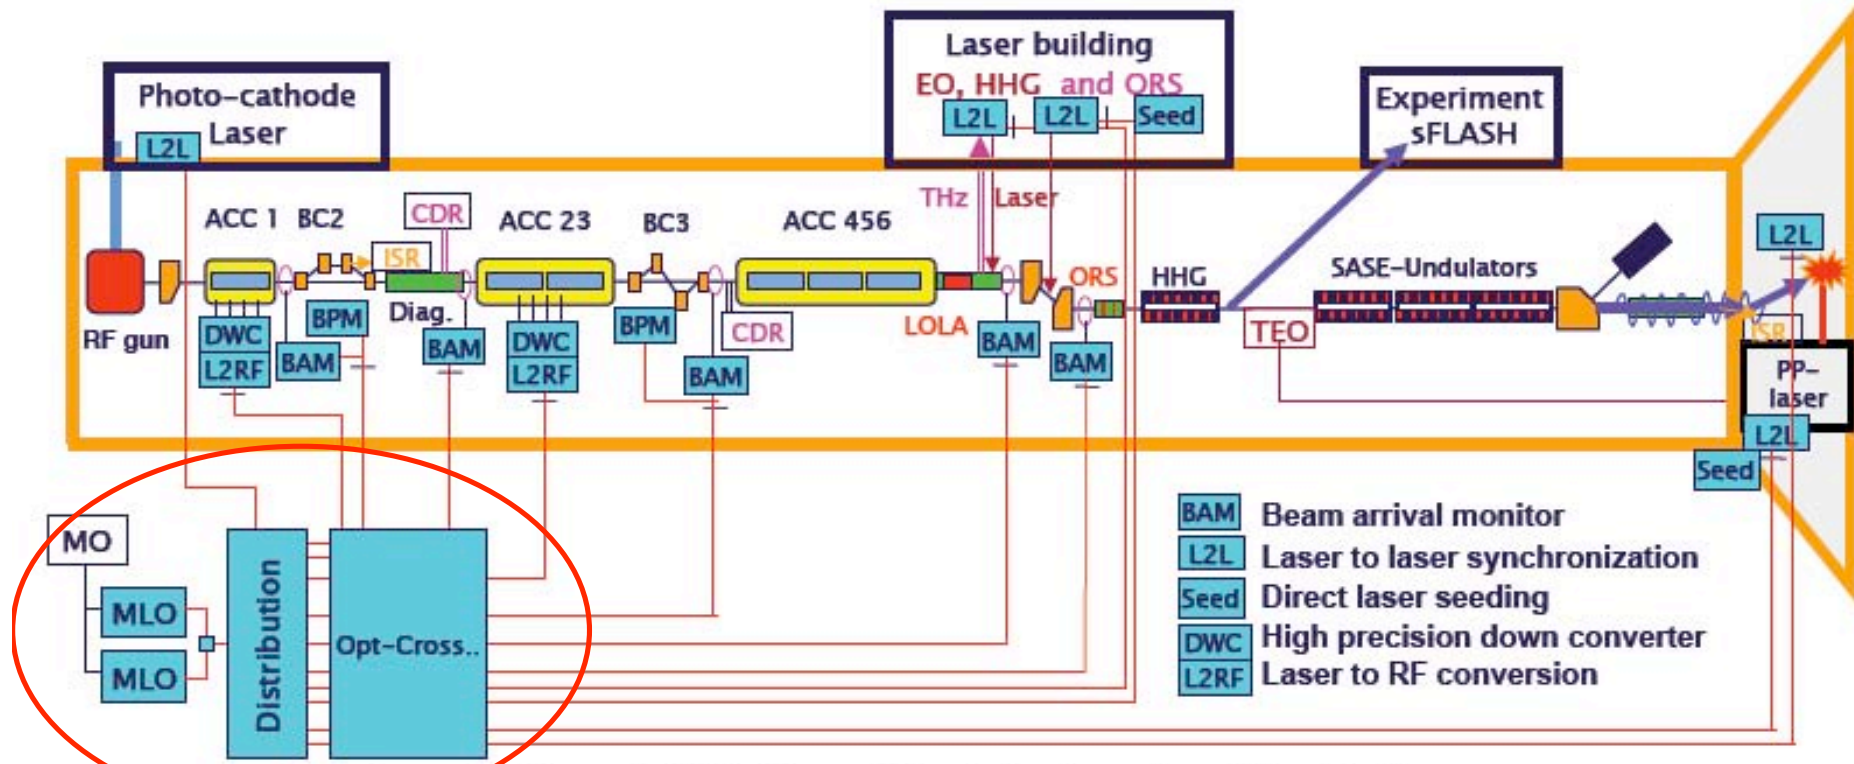 Photo-cathode
Laser
L2L
Laser building
EO, HHG and ORS
L2L
L2L
Seed
Experiment
sFLASH
THz
Laser
ACC 1
BC2
CDR
ACC 23
BC3
ACC 456
ISR
ORS
HHG
SASE-Undulators
L2L
RF gun
DWC
L2RF
BAM
BPM
Diag.
BAM
DWC
L2RF
BPM
BAM
CDR
LOLA
BAM
BAM
TEO
ISR
PP-
laser
L2L
Seed
MO
MLO
MLO
Distribution
Opt-Cross..
BAM Beam arrival monitor
L2L Laser to laser synchronization
Seed Direct laser seeding
DWC High precision down converter
L2RF Laser to RF conversion